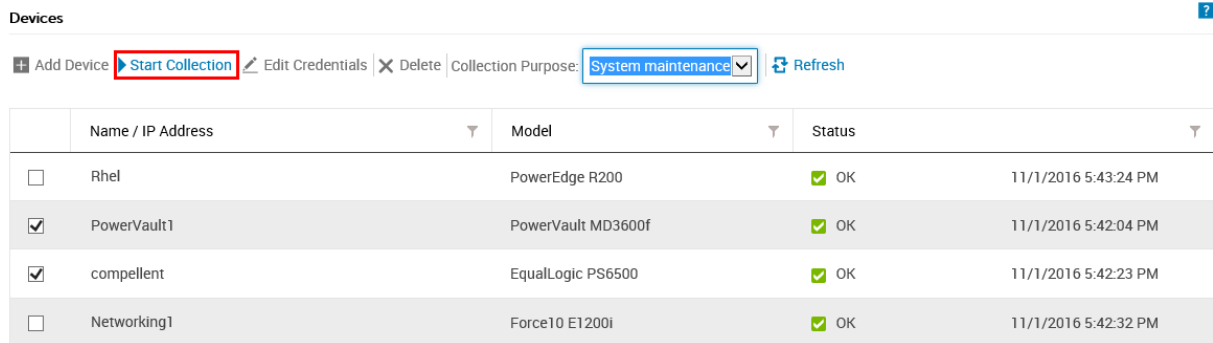 Devices
?
Add Device Start Collection Edit Credentials Delete Collection Purpose: System maintenance Refresh
Name / IP Address Model Status
Rhel PowerEdge R200 OK 11/1/2016 5:43:24 PM
PowerVault1 PowerVault MD3600f OK 11/1/2016 5:42:04 PM
compellent EqualLogic PS6500 OK 11/1/2016 5:42:23 PM
Networking1 Force10 E1200i OK 11/1/2016 5:42:32 PM